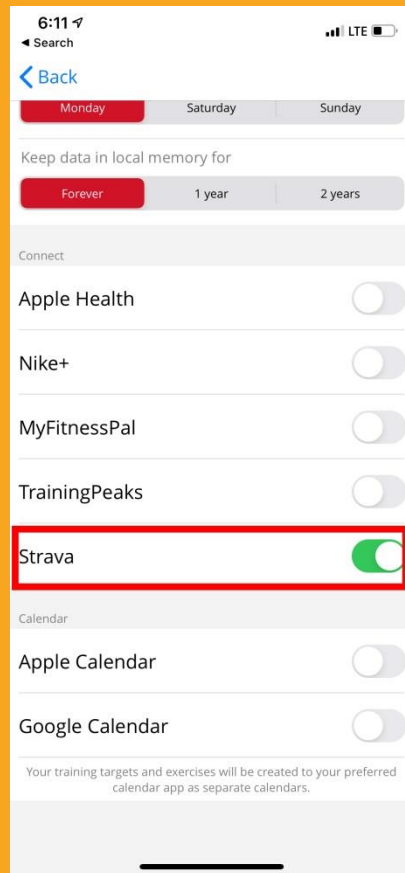 6:11
LTE
◀ Search
Back
Monday Saturday Sunday
Keep data in local memory for
Forever 1 year 2 years
Connect
Apple Health
Nike+
MyFitnessPal
TrainingPeaks
Strava
Calendar
Apple Calendar
Google Calendar
Your training targets and exercises will be created to your preferred
calendar app as separate calendars.